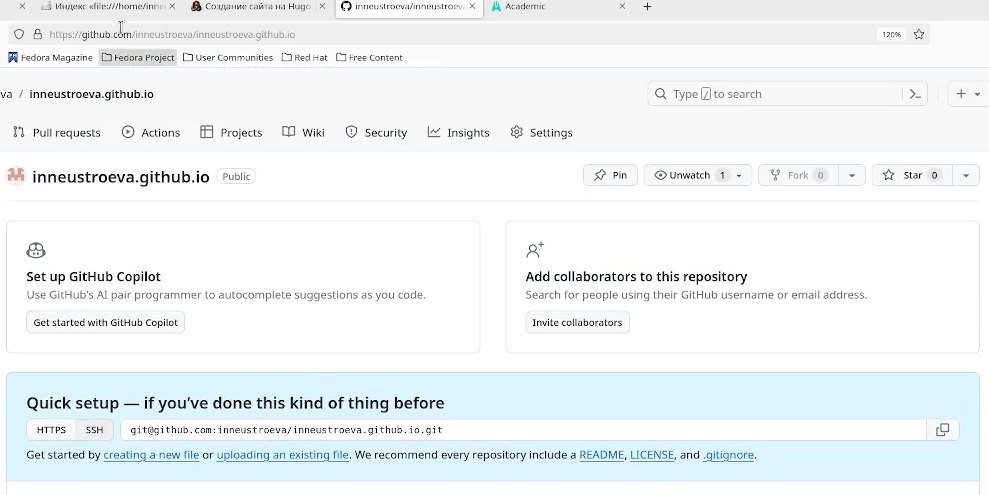 Индекс «file:///home/inne
Создание сайта на Hugo
inneustroeva/inneustroeva.
Academic
https://github.com/inneustroeva/inneustroeva.github.io
120%
Fedora Magazine Fedora Project User Communities Red Hat Free Content
va / inneustroeva.github.io
Type / to search
Pull requests Actions Projects Wiki Security Insights Settings
inneustroeva.github.io Public
Pin Unwatch 1 Fork 0 Star 0
Set up GitHub Copilot
Use GitHub's AI pair programmer to autocomplete suggestions as you code.
Get started with GitHub Copilot
Add collaborators to this repository
Search for people using their GitHub username or email address.
Invite collaborators
Quick setup — if you've done this kind of thing before
HTTPS SSH git@github.com:inneustroeva/inneustroeva.github.io.git
Get started by creating a new file or uploading an existing file. We recommend every repository include a README, LICENSE, and .gitignore.